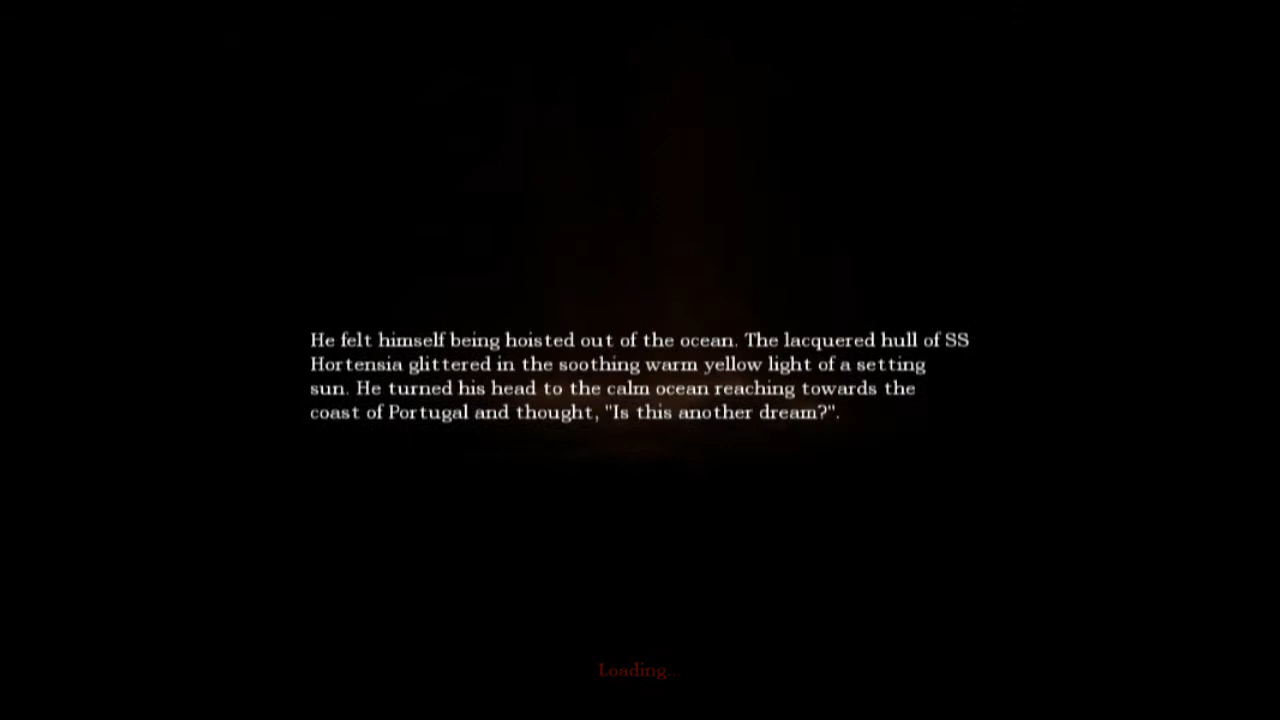 He felt himself being hoisted out of the ocean. The lacquered hull of SS
Hortensia glittered in the soothing warm yellow light of a setting
sun. He turned his head to the calm ocean reaching towards the
coast of Portugal and thought, "Is this another dream?".
Loading...